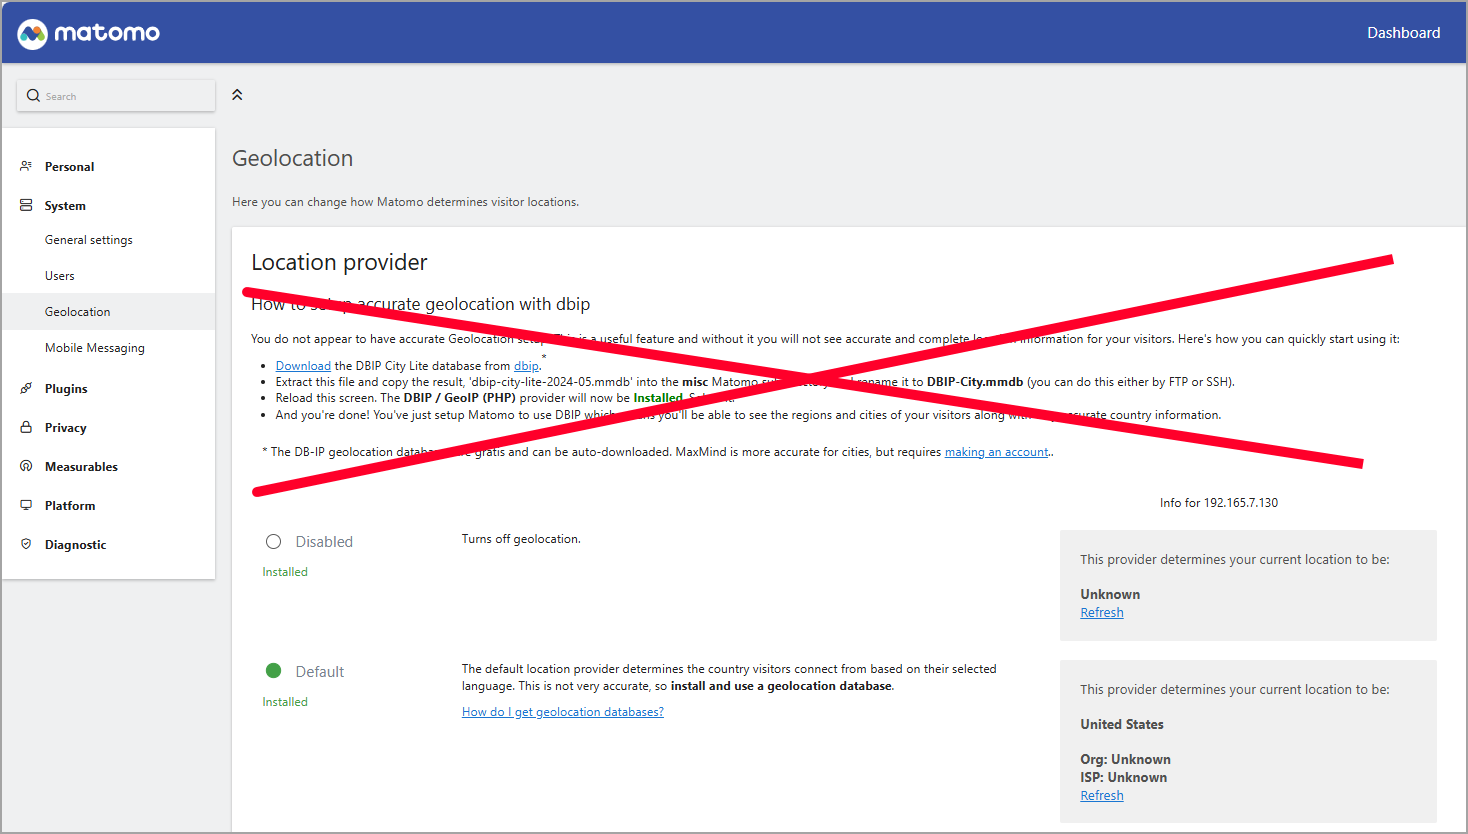 matomo
Dashboard
Search
Personal
System
General settings
Users
Geolocation
Mobile Messaging
Plugins
Privacy
Measurables
Platform
Diagnostic
Geolocation
Here you can change how Matomo determines visitor locations.
Location provider
How to setup accurate geolocation with dbip
You do not appear to have accurate Geolocation setup. This is a useful feature and without it you will not see accurate and complete location information for your visitors. Here's how you can quickly start using it:
• Download the DBIP City Lite database from dbip.*
• Extract this file and copy the result, 'dbip-city-lite-2024-05.mmdb' into the misc Matomo subdirectory and rename it to DBIP-City.mmdb (you can do this either by FTP or SSH).
• Reload this screen. The DBIP / GeoIP (PHP) provider will now be Installed. Select it.
• And you're done! You've just setup Matomo to use DBIP which means you'll be able to see the regions and cities of your visitors along with very accurate country information.
* The DB-IP geolocation databases are gratis and can be auto-downloaded. MaxMind is more accurate for cities, but requires making an account..
Info for 192.165.7.130
Disabled
Installed
Turns off geolocation.
This provider determines your current location to be:
Unknown
Refresh
Default
Installed
The default location provider determines the country visitors connect from based on their selected
language. This is not very accurate, so install and use a geolocation database.
How do I get geolocation databases?
This provider determines your current location to be:
United States
Org: Unknown
ISP: Unknown
Refresh